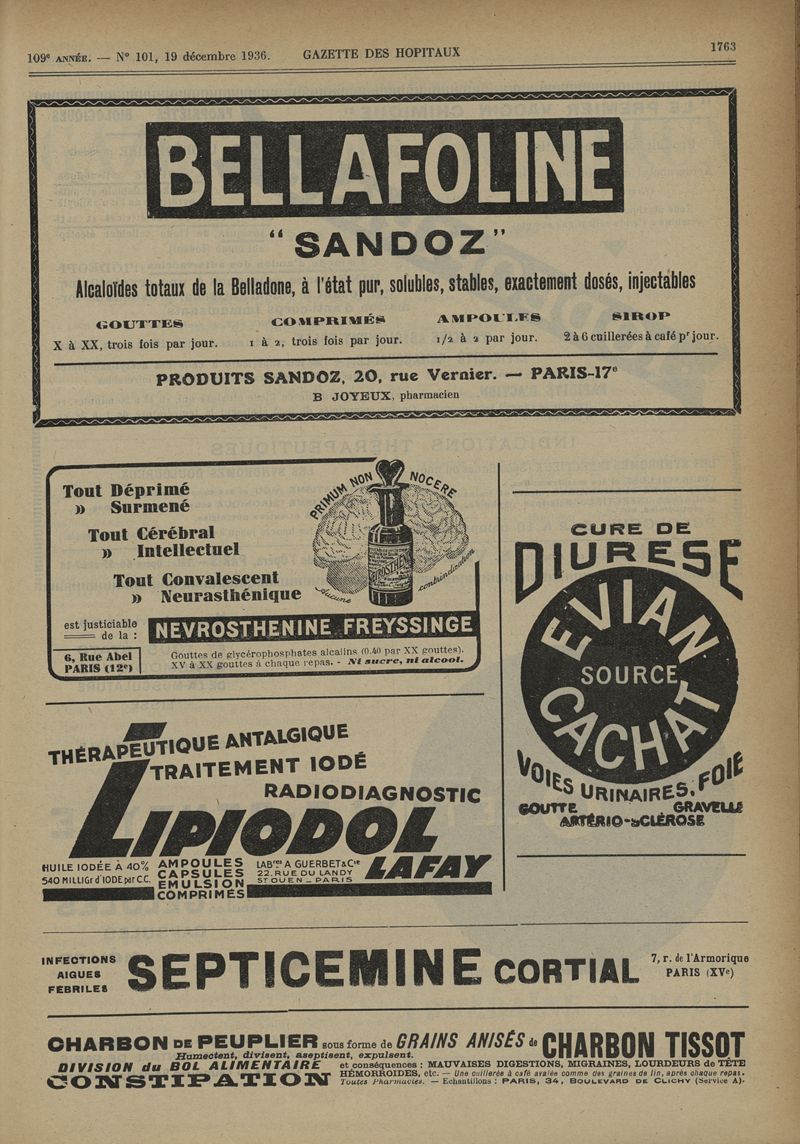 109e ANNÉE. — N° 101, 19 décembre 1936. GAZETTE DES HOPITAUX 1763
BELLAFOLINE
“SANDOZ”
Alcaloïdes totaux de la Belladone, à l'état pur, solubles, stables, exactement dosés, injectables
GOUTTES COMPRIMÉS AMPOULES SIROP
X à XX, trois fois par jour. 1 à 2, trois fois par jour. 1/2 à 2 par jour. 2 à 6 cuillerées à café pr jour.
PRODUITS SANDOZ, 20, rue Vernier. — PARIS-17e
B JOYEUX, pharmacien
Tout Déprimé
» Surmené
Tout Cérébral
» Intellectuel
Tout Convalescent
» Neurasthénique
PRIMUM NON NOCERE
Aucune contrindication
est justiciable
de la :
NEVROSTHENINE FREYSSINGE
6, Rue Abel
PARIS (12e)
Gouttes de glycérophosphates alcalins (0.40 par XX gouttes).
XV à XX gouttes à chaque repas. - Ni sucre, ni alcool.
CURE DE
DIURESE
EVIAN
SOURCE
CACHAT
VOIES URINAIRES, FOIE
GOUTTE GRAVELLE
ARTÉRIO-SCLÉROSE
THÉRAPEUTIQUE ANTALGIQUE
TRAITEMENT IODÉ
RADIODIAGNOSTIC
LIPIODOL
LAFAY
HUILE IODÉE À 40%
540 MILLIGr d'IODE par C.C.
AMPOULES
CAPSULES
EMULSION
COMPRIMES
LABres A GUERBET & Cie
22, RUE DU LANDY
ST OUEN - PARIS
INFECTIONS
AIGUES
FEBRILES
SEPTICEMINE CORTIAL
7, r. de l'Armorique
PARIS (XVe)
CHARBON DE PEUPLIER sous forme de GRAINS ANISÉS de CHARBON TISSOT
Humectent, divisent, aseptisent, expulsent.
DIVISION du BOL ALIMENTAIRE et conséquences : MAUVAISES DIGESTIONS, MIGRAINES, LOURDEURS de TÊTE
CONSTIPATION HÉMORROIDES, etc. — Une cuillerée à café avalée comme des graines de lin, après chaque repas.
Toutes Pharmacies. — Echantillons : PARIS, 34, BOULEVARD DE CLICHY (Service A).